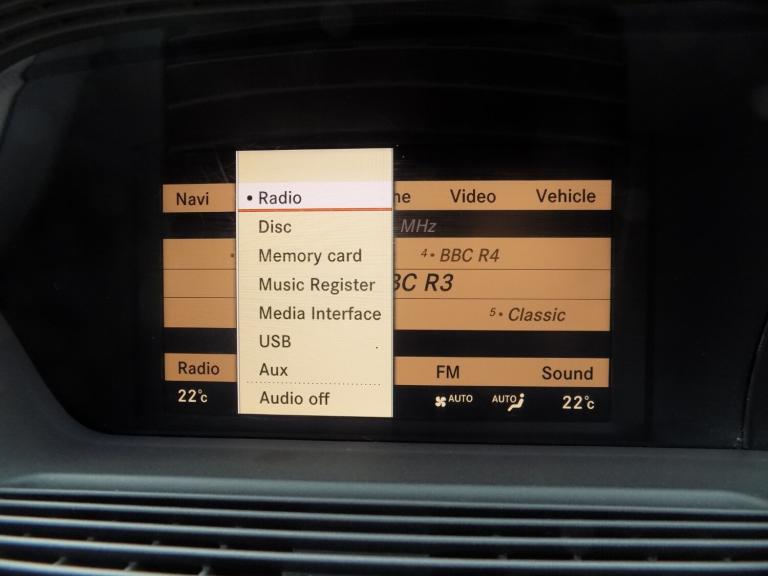 Navi • Radio ne Video Vehicle
Disc MHz
Memory card 4• BBC R4
Music Register BC R3
Media Interface 5• Classic
USB
Radio Aux FM Sound
22°c Audio off AUTO AUTO 22°c